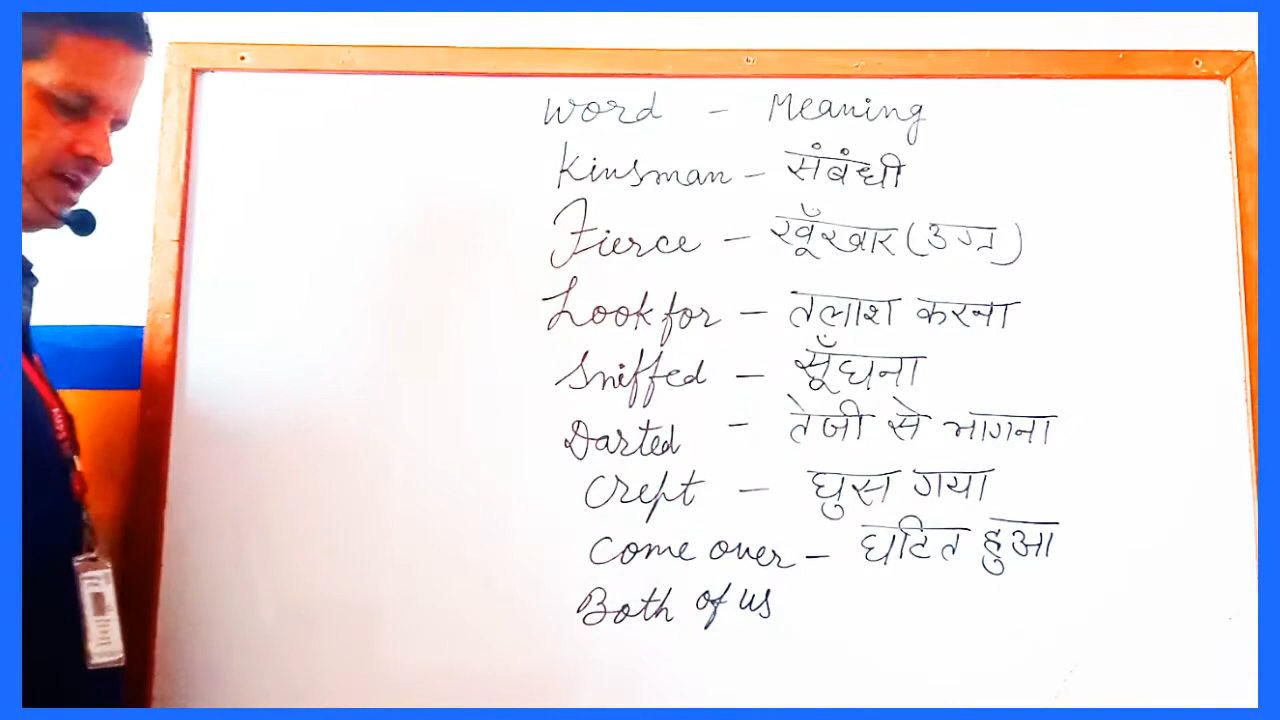 Word - Meaning
Kinsman - संबंधी
Fierce - खूँखार (उग्र)
Look for - तलाश करना
Sniffed - सूँघना
Darted - तेजी से भागना
Crept - घुस गया
Come over - घटित हुआ
Both of us